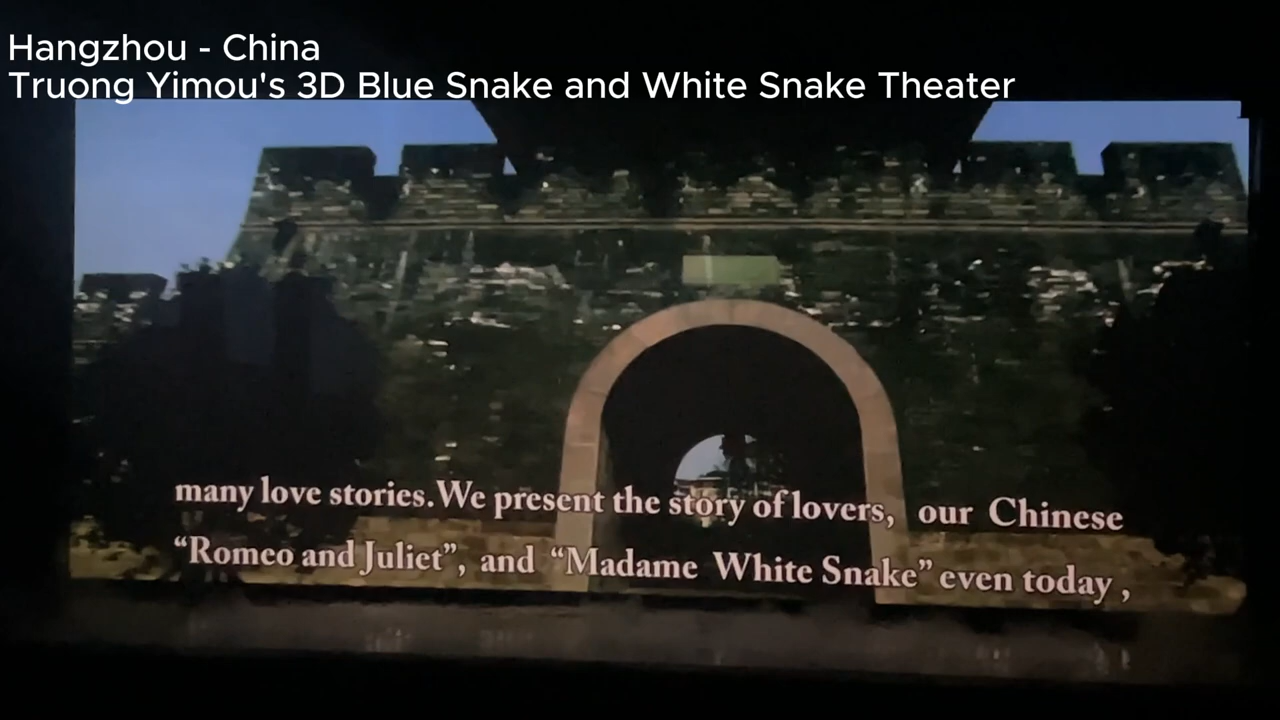 Hangzhou - China
Truong Yimou's 3D Blue Snake and White Snake Theater
many love stories.We present the story of lovers, our Chinese
“Romeo and Juliet”, and “Madame White Snake” even today ,